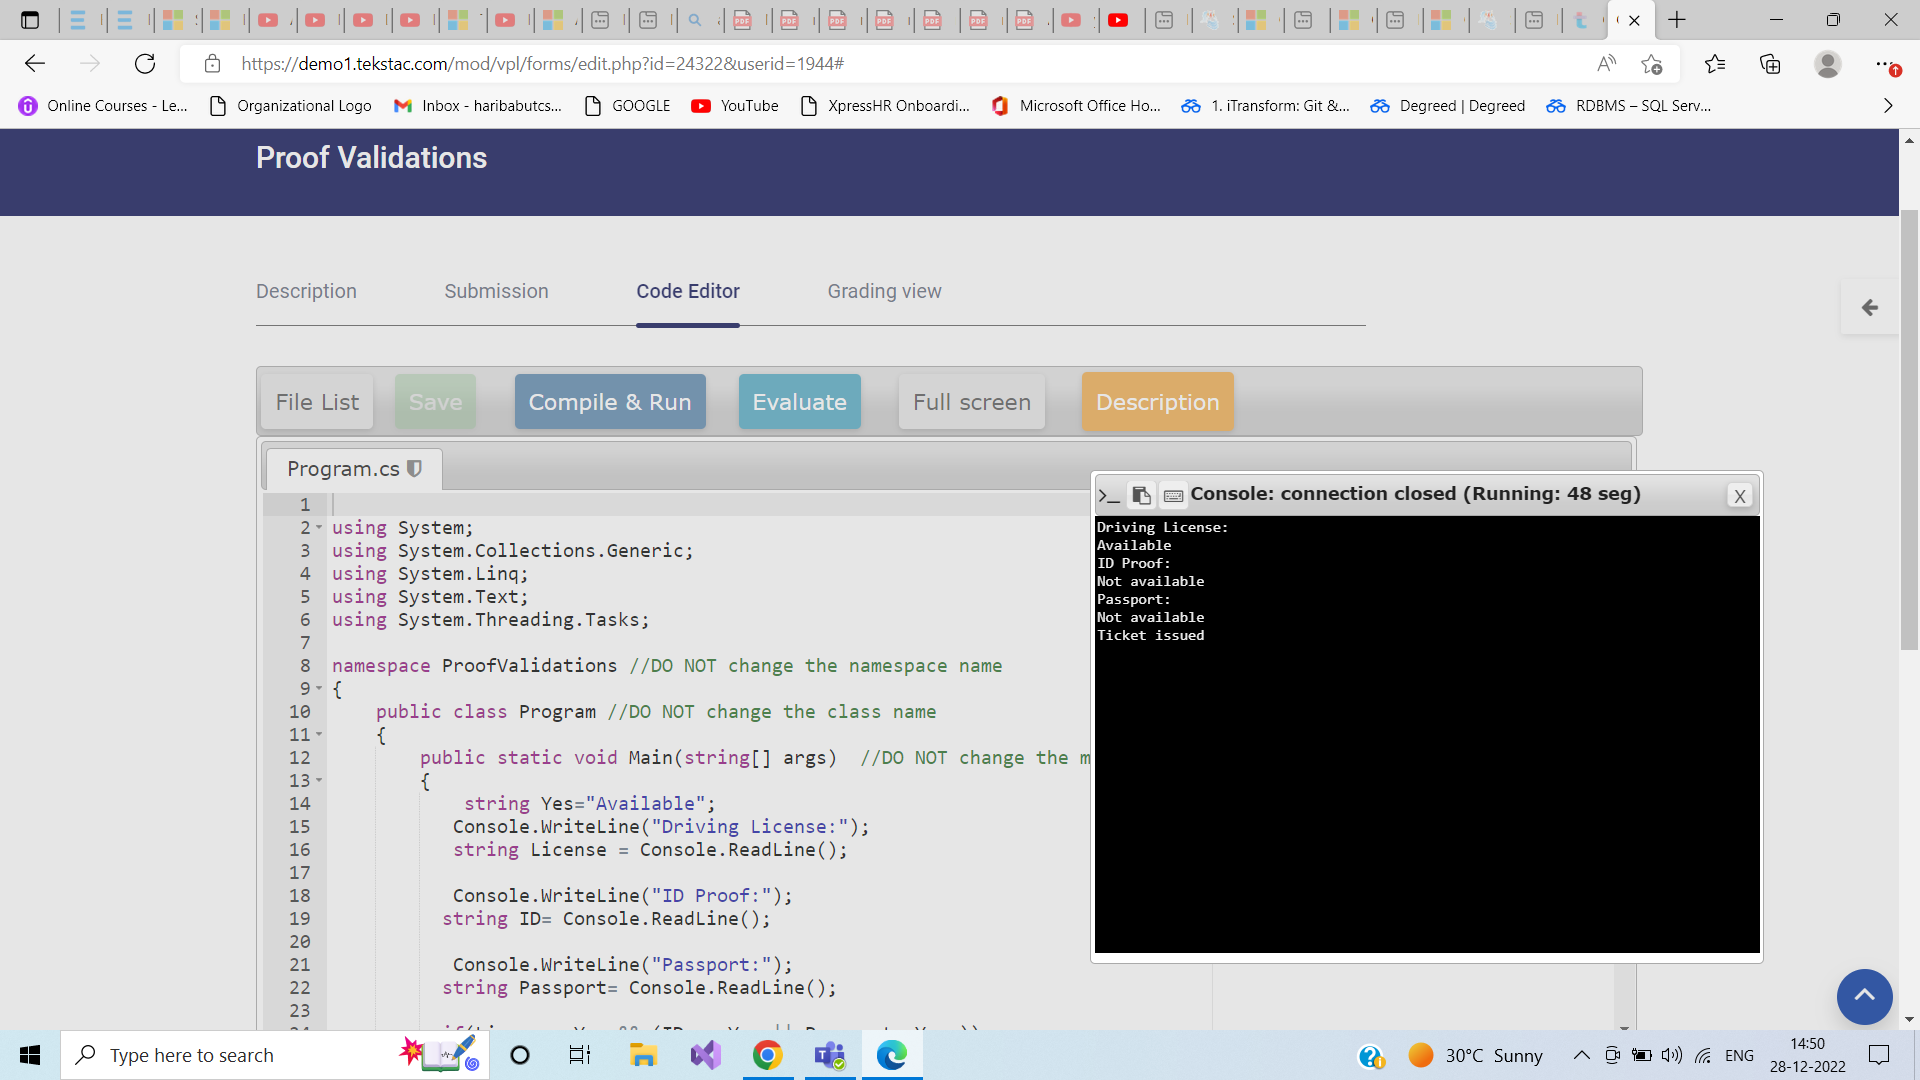 https://demo1.tekstac.com/mod/vpl/forms/edit.php?id=24322&userid=1944#
Online Courses - Le...
Organizational Logo
Inbox - haribabutcs...
GOOGLE
YouTube
XpressHR Onboardi...
Microsoft Office Ho...
1. iTransform: Git &...
Degreed | Degreed
RDBMS – SQL Serv...
Proof Validations
Description
Submission
Code Editor
Grading view
File List
Save
Compile & Run
Evaluate
Full screen
Description
Program.cs
1
2 using System;
3 using System.Collections.Generic;
4 using System.Linq;
5 using System.Text;
6 using System.Threading.Tasks;
7
8 namespace ProofValidations //DO NOT change the namespace name
9 {
10 public class Program //DO NOT change the class name
11 {
12 public static void Main(string[] args)  //DO NOT change the m
13 {
14 string Yes="Available";
15 Console.WriteLine("Driving License:");
16 string License = Console.ReadLine();
17
18 Console.WriteLine("ID Proof:");
19 string ID= Console.ReadLine();
20
21 Console.WriteLine("Passport:");
22 string Passport= Console.ReadLine();
23
Console: connection closed (Running: 48 seg)
X
Driving License:
Available
ID Proof:
Not available
Passport:
Not available
Ticket issued
Type here to search
30°C Sunny
ENG
14:50
28-12-2022